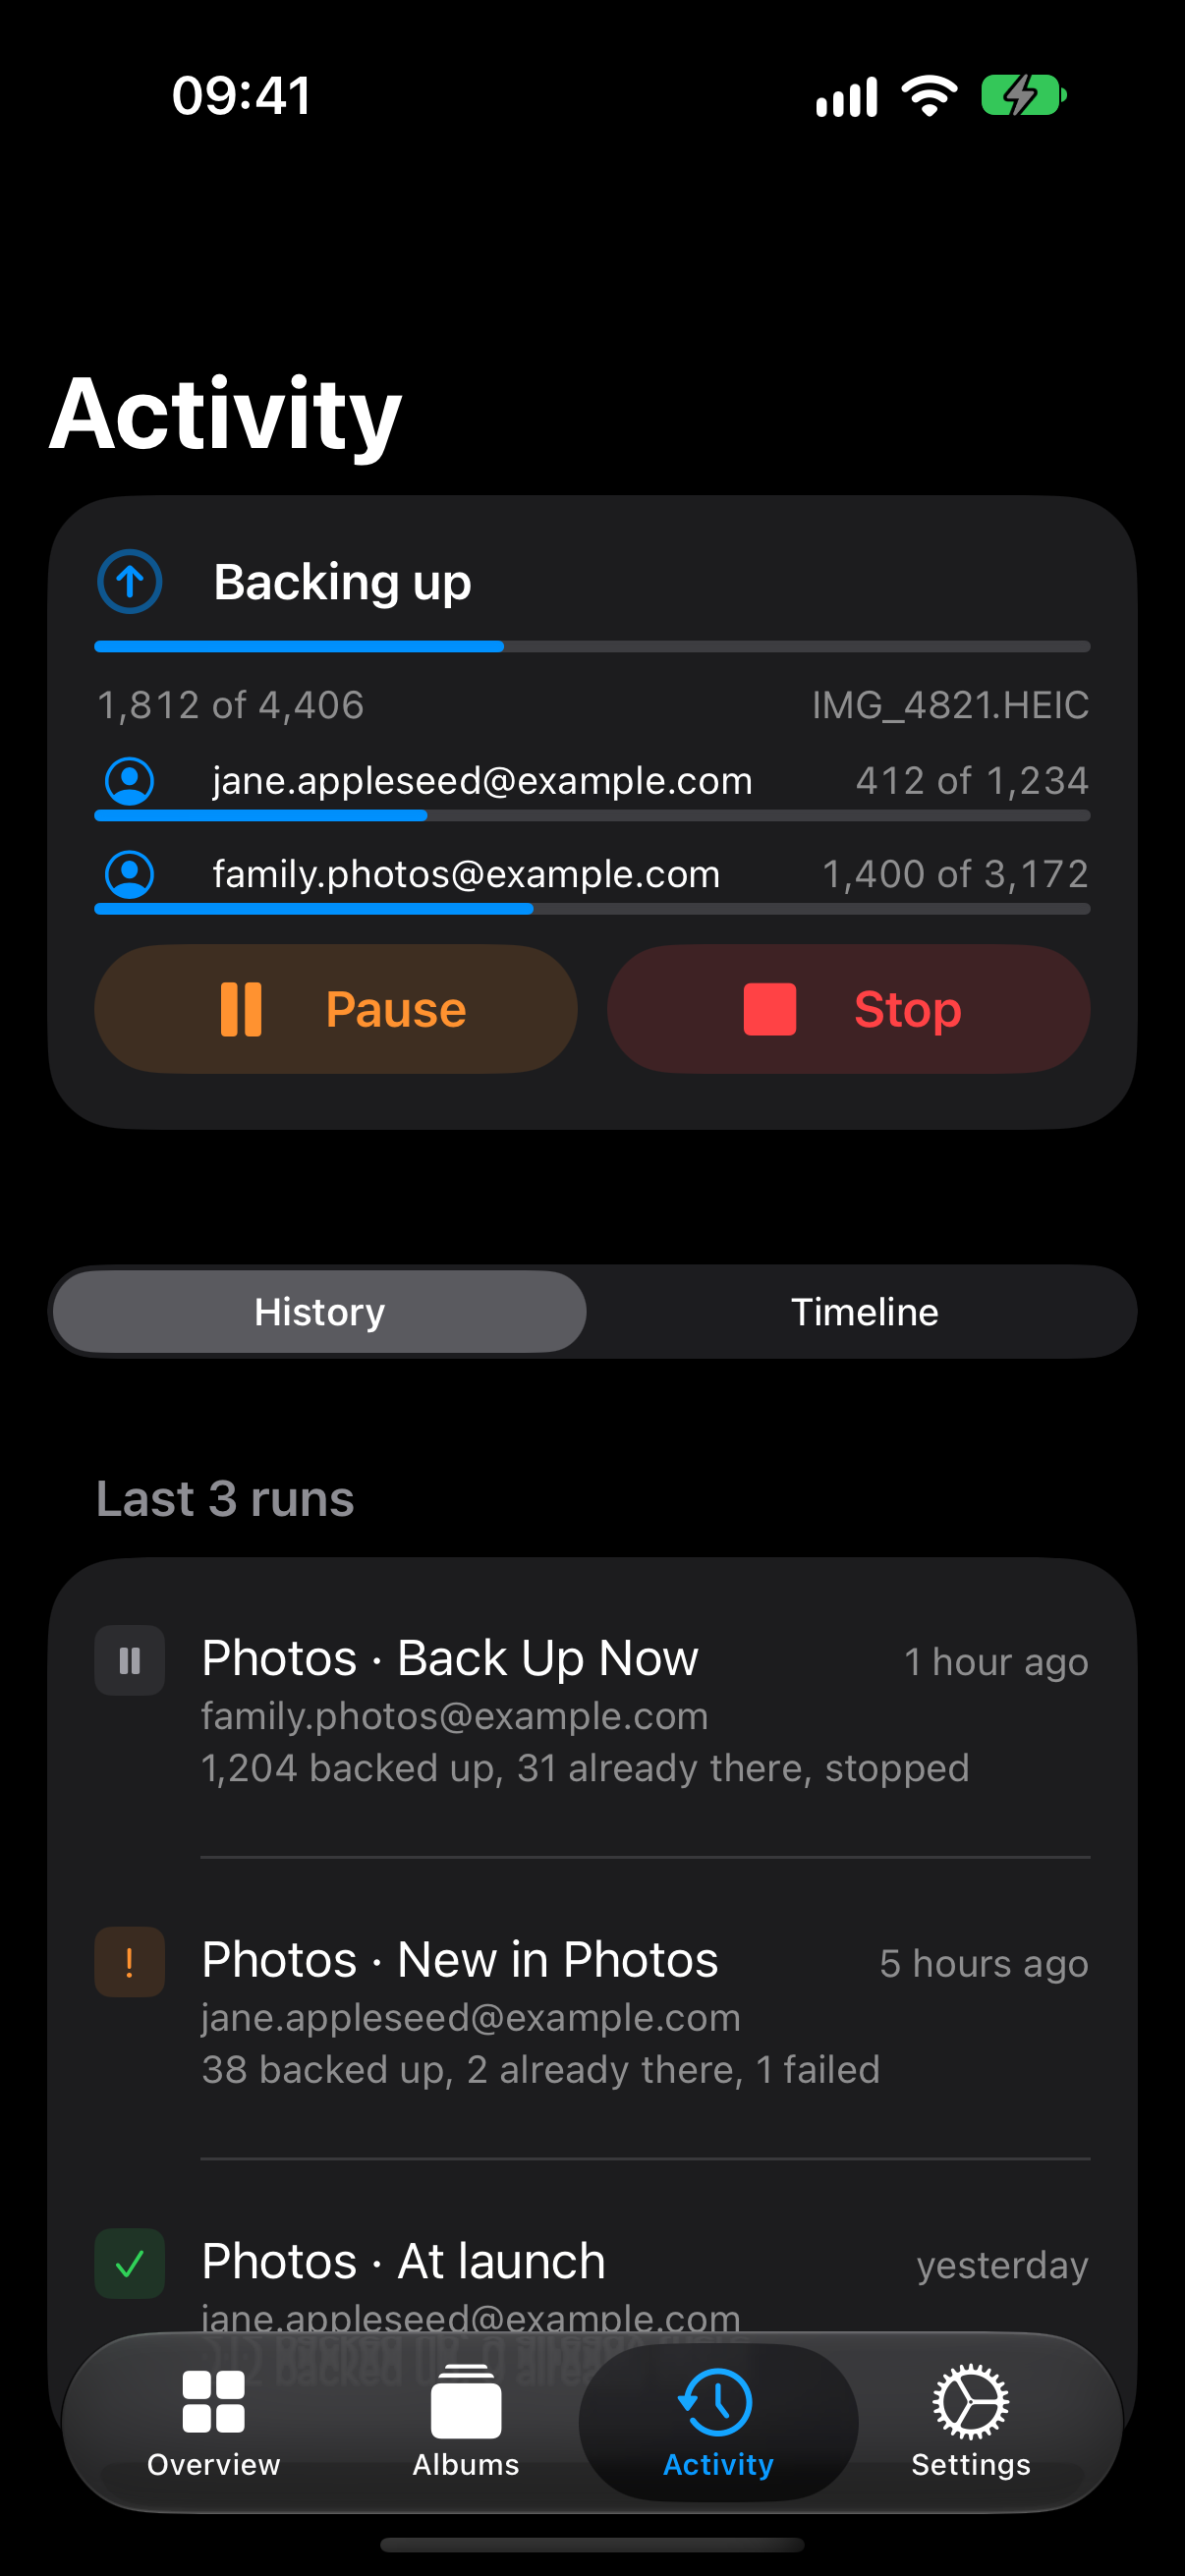 09:41
Activity
Backing up
1,812 of 4,406 IMG_4821.HEIC
jane.appleseed@example.com 412 of 1,234
family.photos@example.com 1,400 of 3,172
Pause Stop
History Timeline
Last 3 runs
Photos · Back Up Now 1 hour ago
family.photos@example.com
1,204 backed up, 31 already there, stopped
! Photos · New in Photos 5 hours ago
jane.appleseed@example.com
38 backed up, 2 already there, 1 failed
Photos · At launch yesterday
jane.appleseed@example.com
Overview Albums Activity Settings